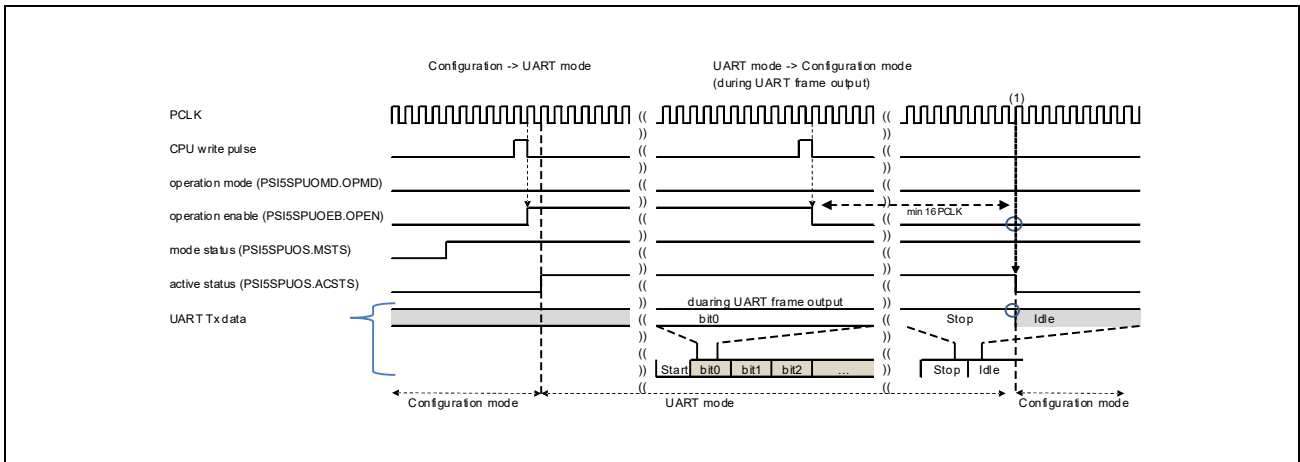 Configuration -> UART mode
UART mode -> Configuration mode
(during UART frame output)
(1)
PCLK
CPU write pulse
operation mode (PSI5SPUOMD.OPMD)
operation enable (PSI5SPUOEB.OPEN)
min 16 PCLK
mode status (PSI5SPUOS.MSTS)
active status (PSI5SPUOS.ACSTS)
duaring UART frame output
UART Tx data
bit0
Stop
Idle
Start
bit0
bit1
bit2
...
Stop
Idle
Configuration mode
UART mode
Configuration mode